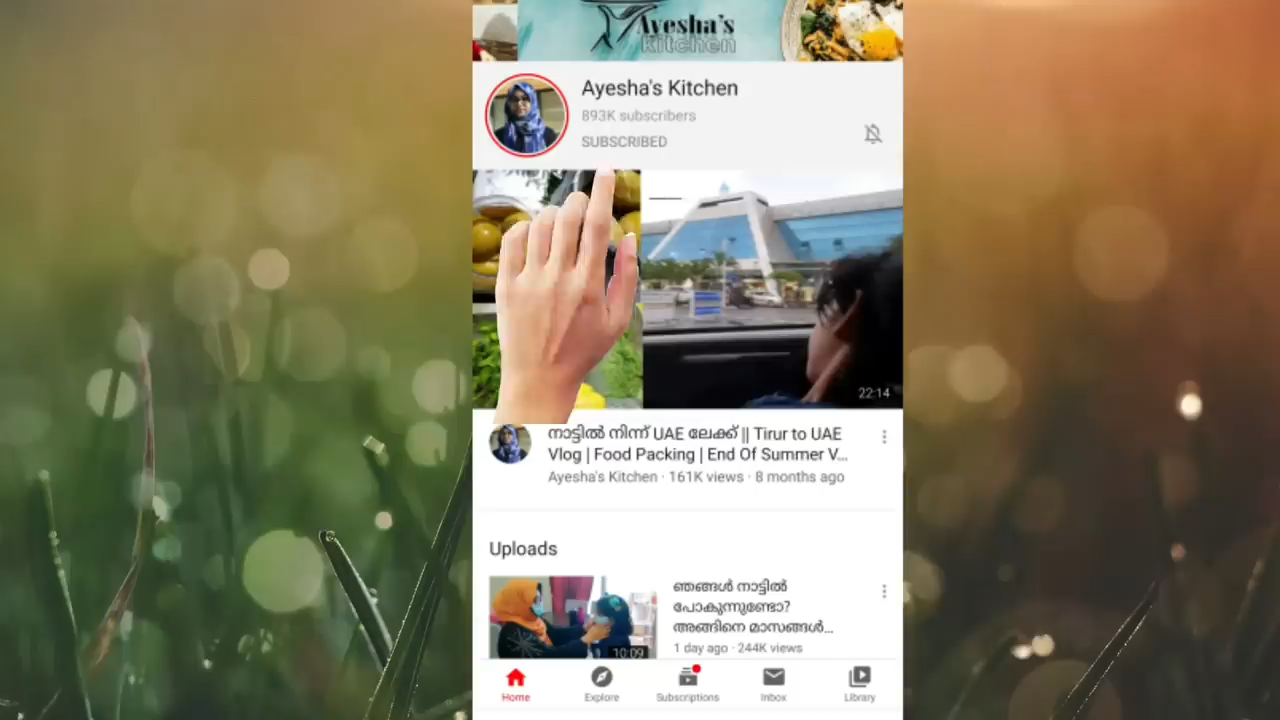 Ayesha's
kitchen
Ayesha's Kitchen
893K subscribers
SUBSCRIBED
22:14
നാട്ടിൽ നിന്ന് UAE ലേക്ക് || Tirur to UAE
Vlog | Food Packing | End Of Summer V...
Ayesha's Kitchen · 161K views · 8 months ago
Uploads
ഞങ്ങൾ നാട്ടിൽ
പോകുന്നുണ്ടോ?
അങ്ങിനെ മാസങ്ങൾ...
1 day ago · 244K views
10:09
Home
Explore
Subscriptions
Inbox
Library